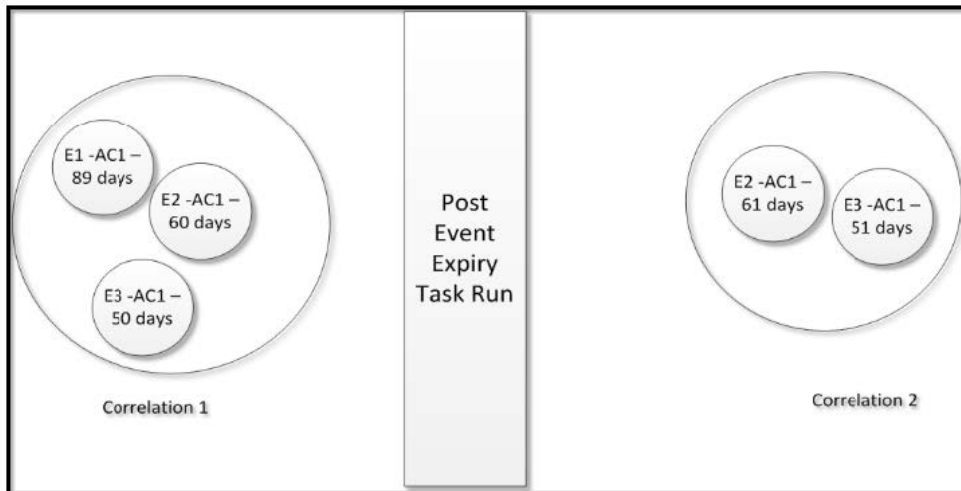 E1 -AC1 –
89 days
E2 -AC1 –
60 days
E3 -AC1 –
50 days
Correlation 1
Post
Event
Expiry
Task Run
E2 -AC1 –
61 days
E3 -AC1 –
51 days
Correlation 2